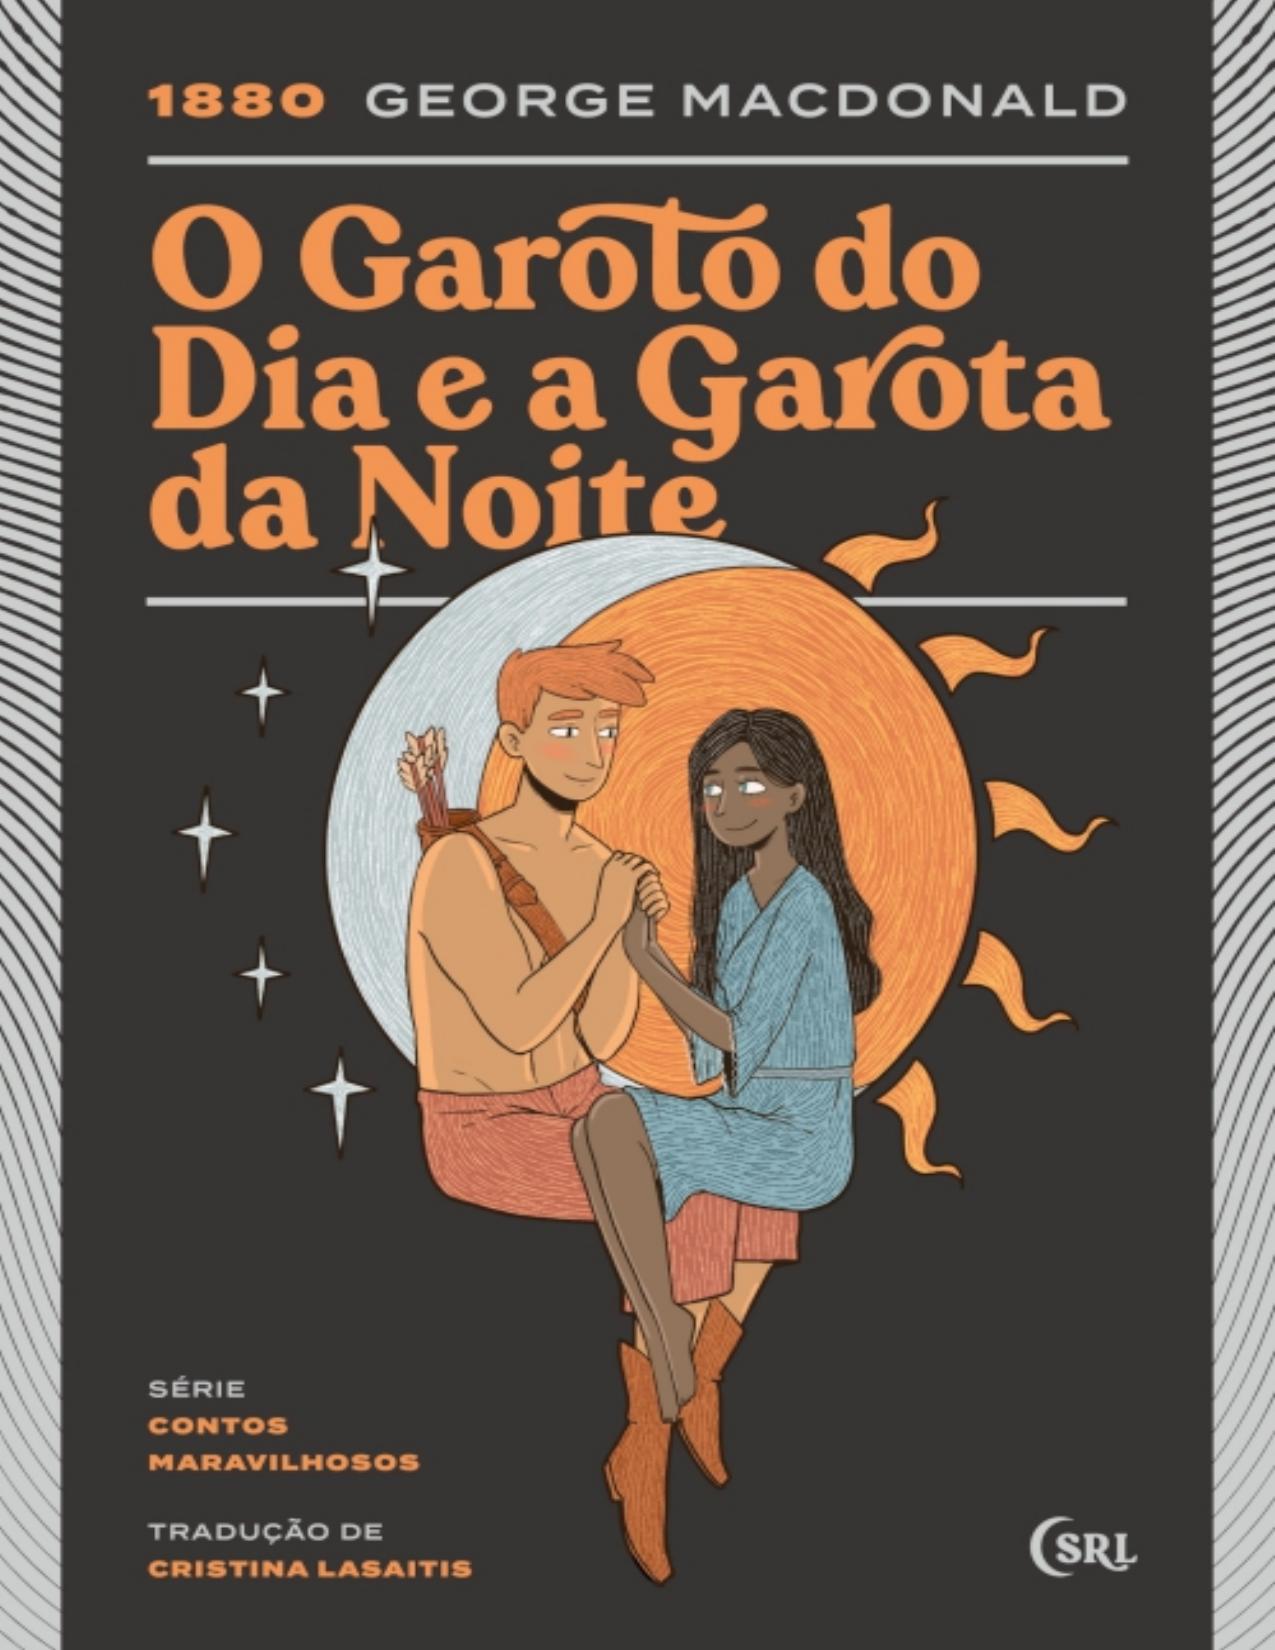 1880 GEORGE MACDONALD
O Garoto do
Dia e a Garota
da Noite
SÉRIE
CONTOS
MARAVILHOSOS
TRADUÇÃO DE
CRISTINA LASAITIS
SRL